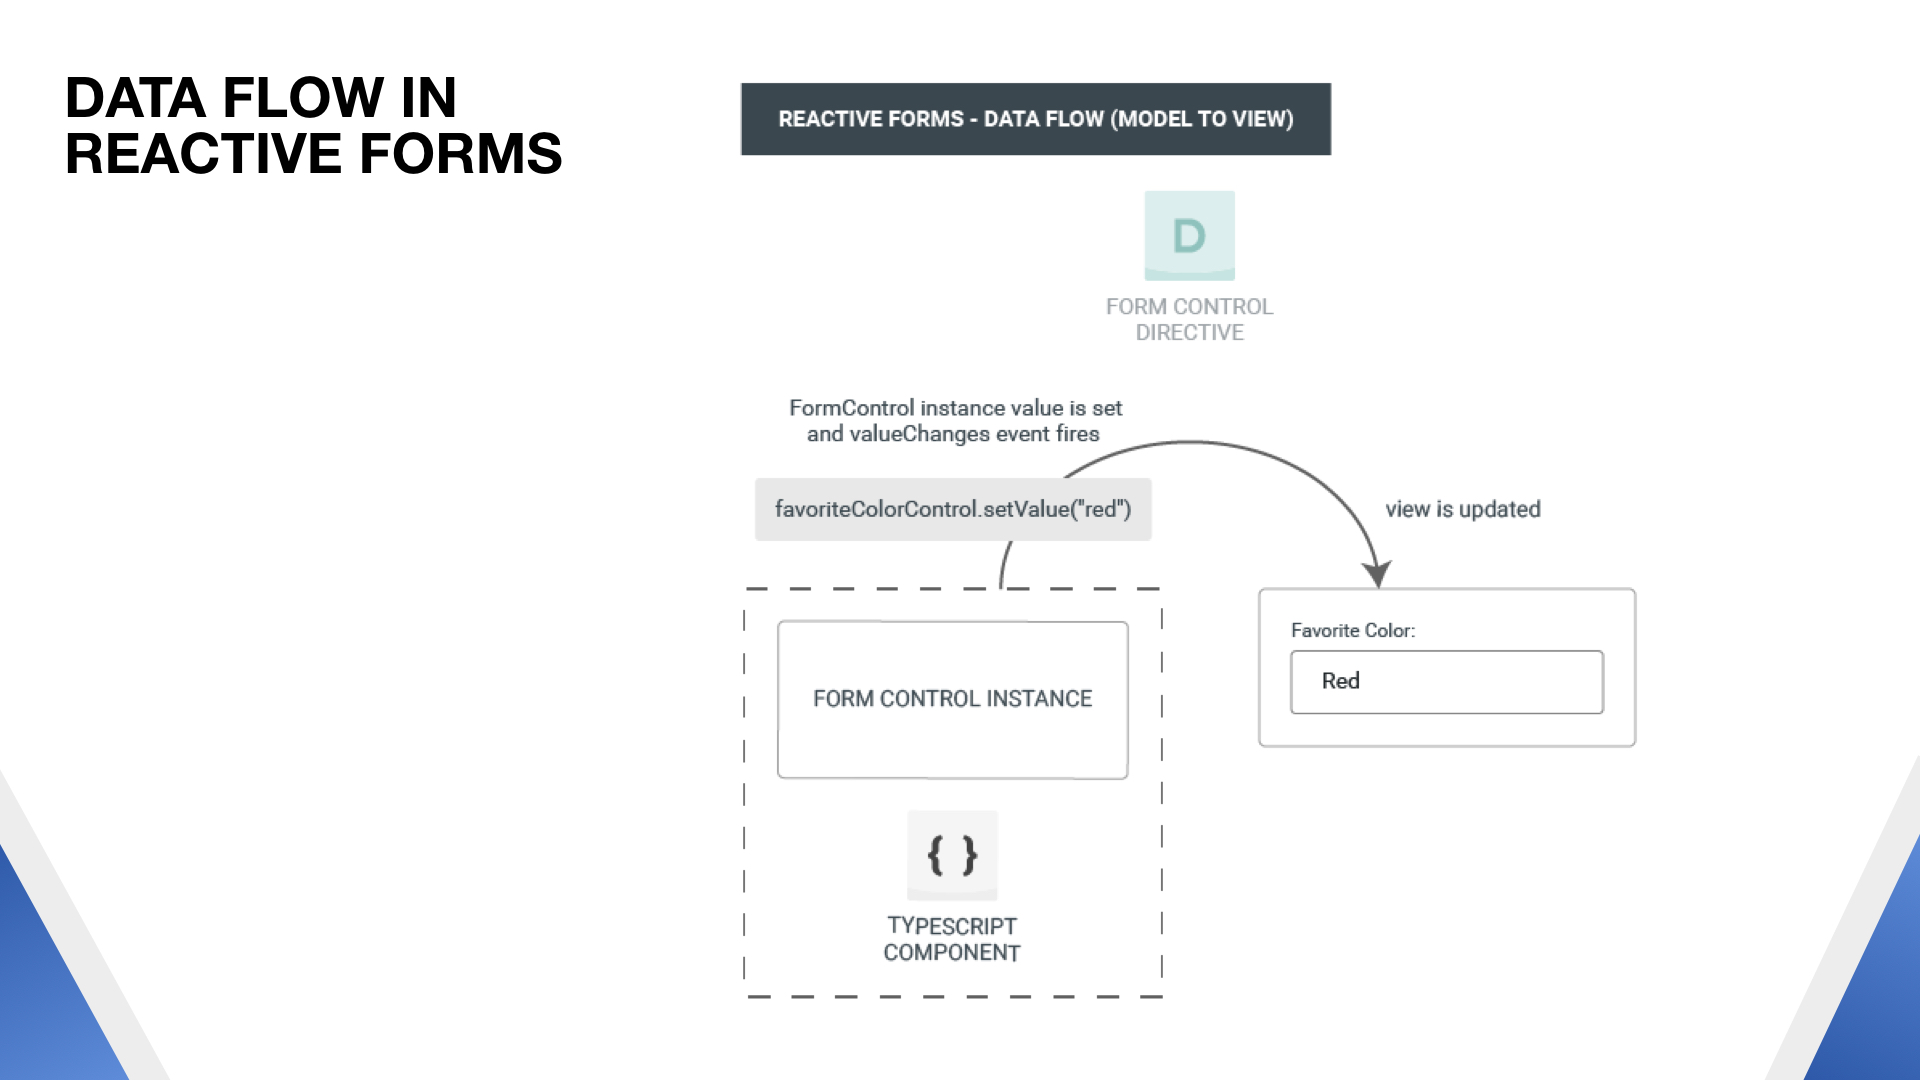 DATA FLOW IN
REACTIVE FORMS
REACTIVE FORMS - DATA FLOW (MODEL TO VIEW)
D
FORM CONTROL
DIRECTIVE
FormControl instance value is set
and valueChanges event fires
favoriteColorControl.setValue("red")
view is updated
FORM CONTROL INSTANCE
Favorite Color:
Red
{ }
TYPESCRIPT
COMPONENT